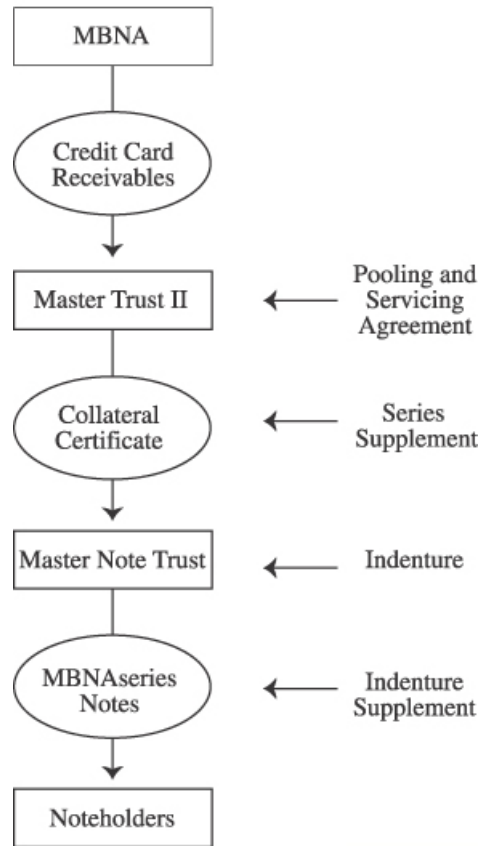 MBNA
Credit Card
Receivables
Master Trust II
Pooling and
Servicing
Agreement
Collateral
Certificate
Series
Supplement
Master Note Trust
Indenture
MBNAseries
Notes
Indenture
Supplement
Noteholders